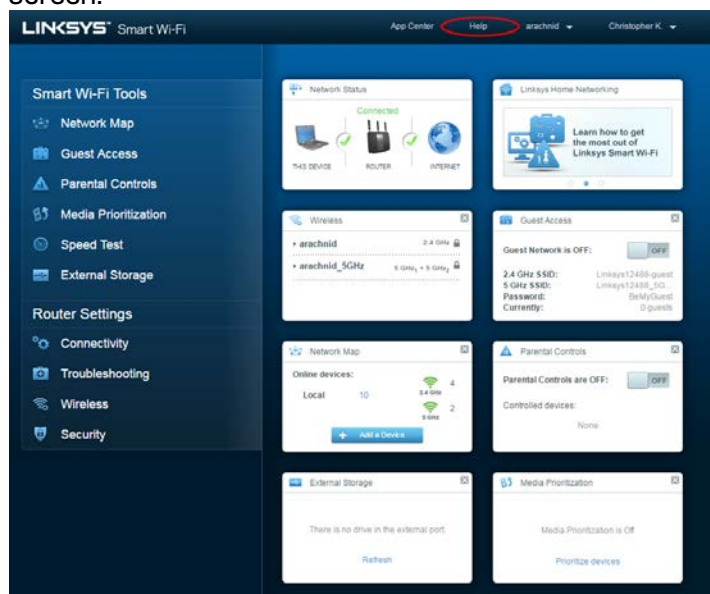 screen.
LINKSYS™ Smart Wi-Fi
App Center
Help
arachnid
Christopher K.
Smart Wi-Fi Tools
Network Map
Guest Access
Parental Controls
Media Prioritization
Speed Test
External Storage
Router Settings
Connectivity
Troubleshooting
Wireless
Security
Network Status
Connected
THIS DEVICE
ROUTER
INTERNET
Linksys Home Networking
Learn how to get
the most out of
Linksys Smart Wi-Fi
Wireless
arachnid 2.4 GHz
arachnid_5GHz 5 GHz1 + 5 GHz2
Guest Access
Guest Network is OFF: OFF
2.4 GHz SSID: Linksys12488-guest
5 GHz SSID: Linksys12488_5G...
Password: BeMyGuest
Currently: 0 guests
Network Map
Online devices:
Local 10
4
2.4 GHz
2
5 GHz
+ Add a Device
Parental Controls
Parental Controls are OFF: OFF
Controlled devices:
None
External Storage
There is no drive in the external port.
Refresh
Media Prioritization
Media Prioritization is Off
Prioritize devices